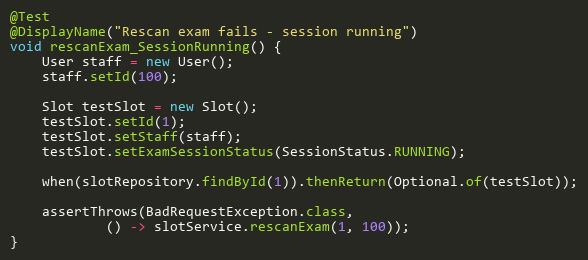 @Test
@DisplayName("Rescan exam fails - session running")
void rescanExam_SessionRunning() {
    User staff = new User();
    staff.setId(100);

    Slot testSlot = new Slot();
    testSlot.setId(1);
    testSlot.setStaff(staff);
    testSlot.setExamSessionStatus(SessionStatus.RUNNING);

    when(slotRepository.findById(1)).thenReturn(Optional.of(testSlot));

    assertThrows(BadRequestException.class,
            () -> slotService.rescanExam(1, 100));
}